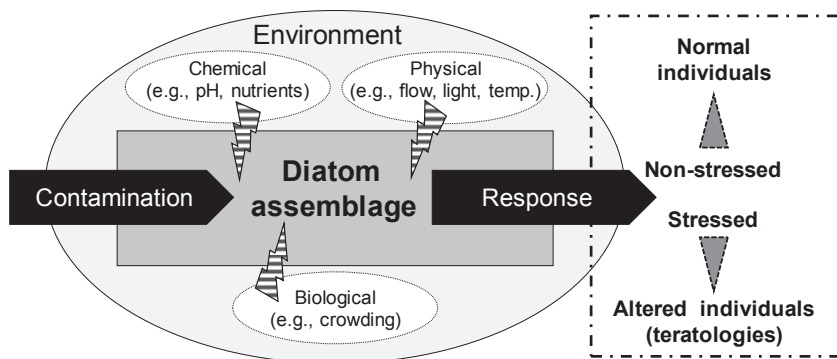 Environment
Chemical
(e.g., pH, nutrients)
Physical
(e.g., flow, light, temp.)
Contamination
Diatom
assemblage
Response
Biological
(e.g., crowding)
Normal
individuals
Non-stressed
Stressed
Altered individuals
(teratologies)